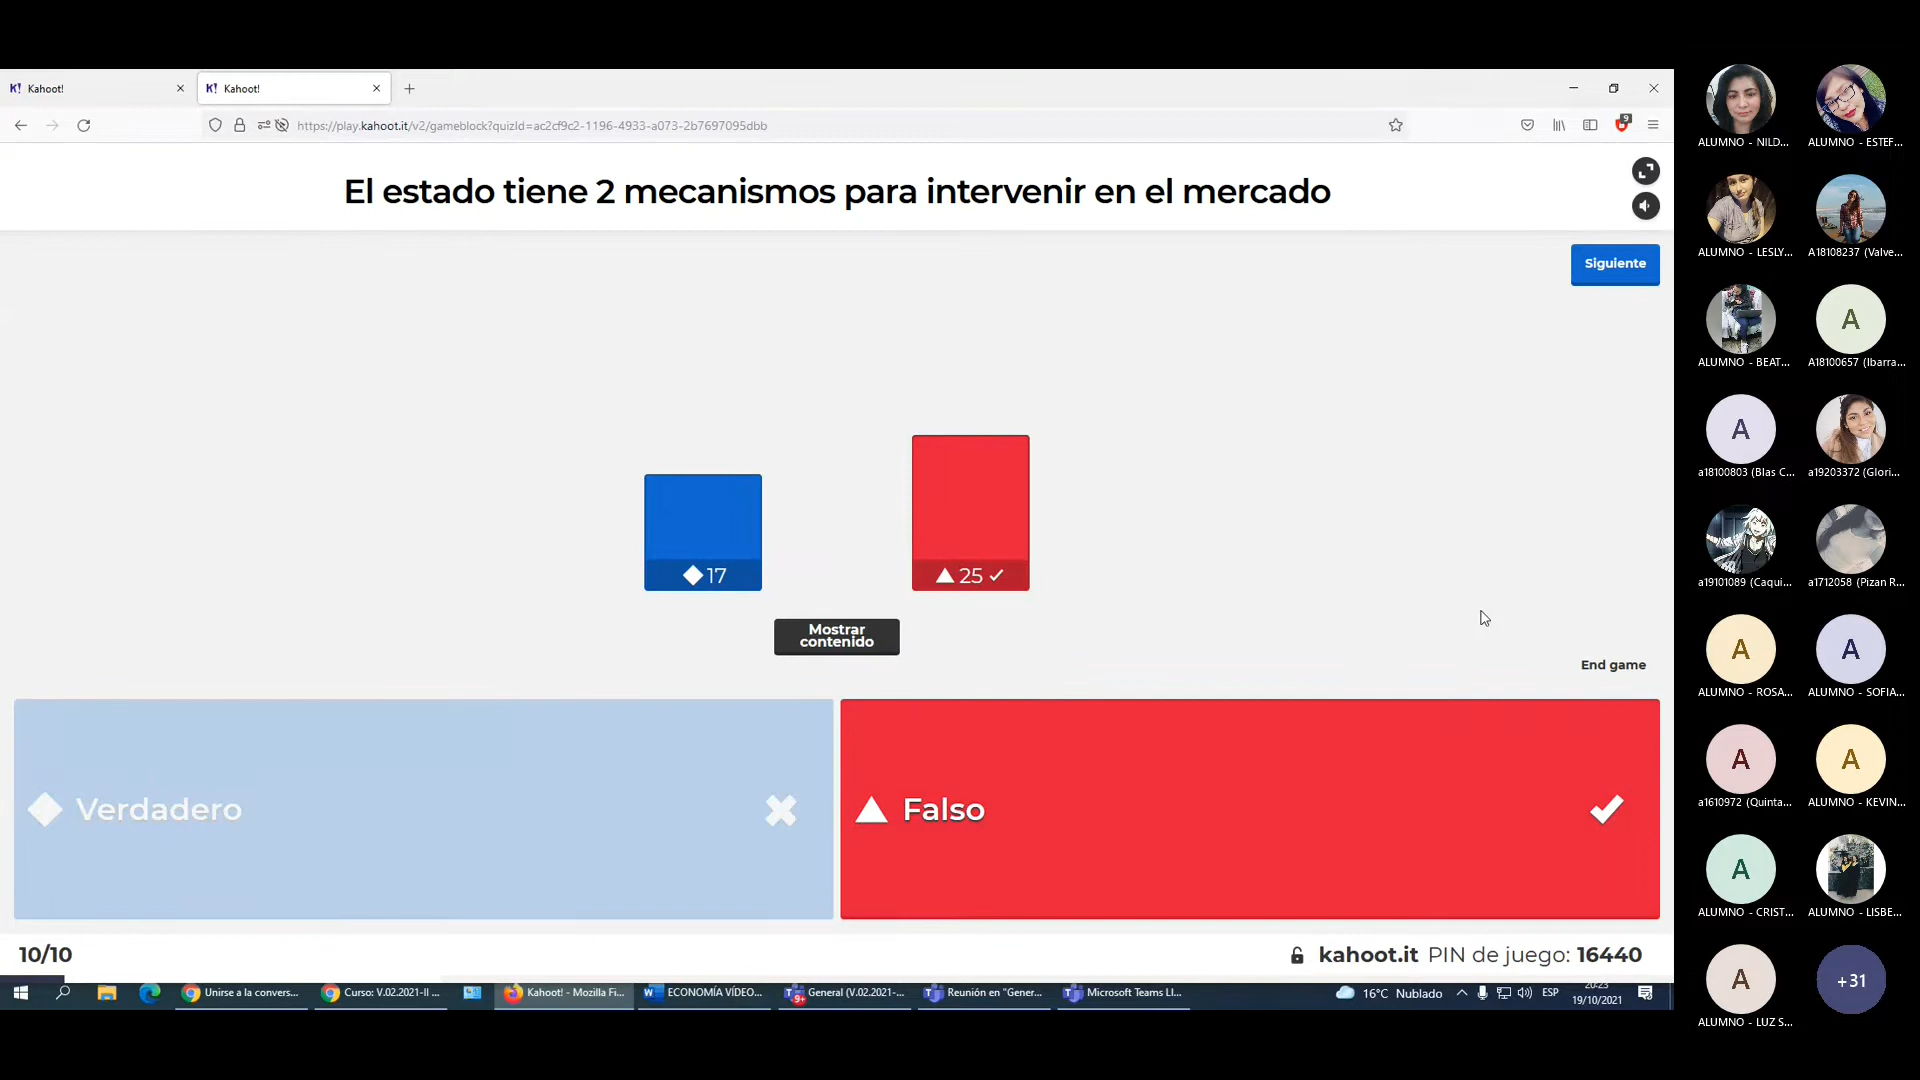 Kahoot!
Kahoot!
https://play.kahoot.it/v2/gameblock?quizId=ac2cf9c2-1196-4933-a073-2b7697095dbb
9
El estado tiene 2 mecanismos para intervenir en el mercado
Siguiente
17
25
Mostrar
contenido
End game
Verdadero
Falso
10/10
kahoot.it PIN de juego: 16440
Unirse a la convers...
Curso: V.02.2021-II ...
Kahoot! - Mozilla Fi...
ECONOMÍA VÍDEO...
9+
General (V.02.2021-...
Reunión en "Gener...
Microsoft Teams LI...
16°C Nublado
ESP
20:23
19/10/2021
ALUMNO - NILD...
ALUMNO - ESTEF...
ALUMNO - LESLY...
A18108237 (Valve...
ALUMNO - BEAT...
A
A18100657 (Ibarra...
A
a18100803 (Blas C...
a19203372 (Glori...
a19101089 (Caqui...
a1712058 (Pizan R...
A
ALUMNO - ROSA...
A
ALUMNO - SOFIA...
A
a1610972 (Quinta...
A
ALUMNO - KEVIN...
A
ALUMNO - CRIST...
ALUMNO - LISBE...
A
ALUMNO - LUZ S...
+31